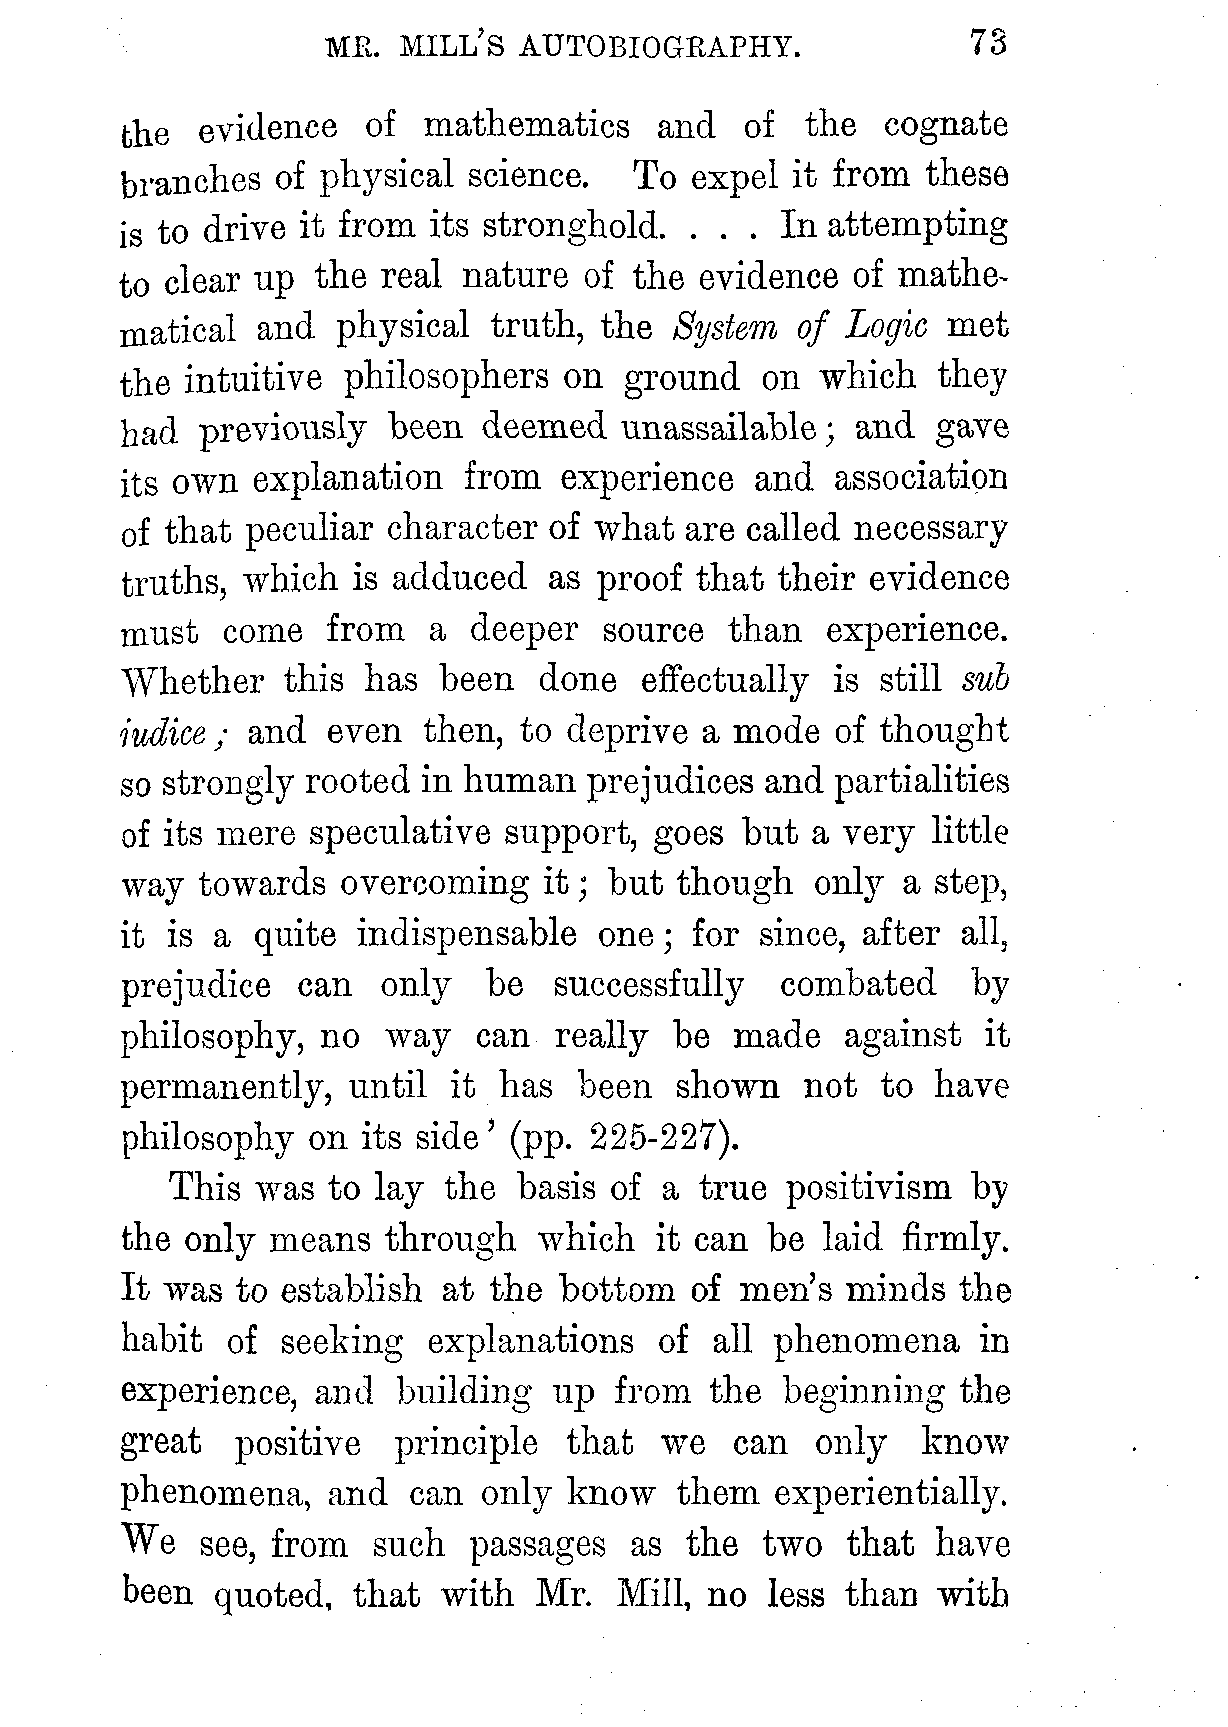 MR. MILL'S AUTOBIOGRAPHY. 73
the evidence of mathematics and of the cognate
branches of physical science. To expel it from these
is to drive it from its stronghold. . . . In attempting
to clear up the real nature of the evidence of mathe-
matical and physical truth, the System of Logic met
the intuitive philosophers on ground on which they
had previously been deemed unassailable; and gave
its own explanation from experience and association
of that peculiar character of what are called necessary
truths, which is adduced as proof that their evidence
must come from a deeper source than experience.
Whether this has been done effectually is still sub
iudice; and even then, to deprive a mode of thought
so strongly rooted in human prejudices and partialities
of its mere speculative support, goes but a very little
way towards overcoming it; but though only a step,
it is a quite indispensable one; for since, after all,
prejudice can only be successfully combated by
philosophy, no way can really be made against it
permanently, until it has been shown not to have
philosophy on its side' (pp. 225-227).
This was to lay the basis of a true positivism by
the only means through which it can be laid firmly.
It was to establish at the bottom of men's minds the
habit of seeking explanations of all phenomena in
experience, and building up from the beginning the
great positive principle that we can only know
phenomena, and can only know them experientially.
We see, from such passages as the two that have
been quoted, that with Mr. Mill, no less than with